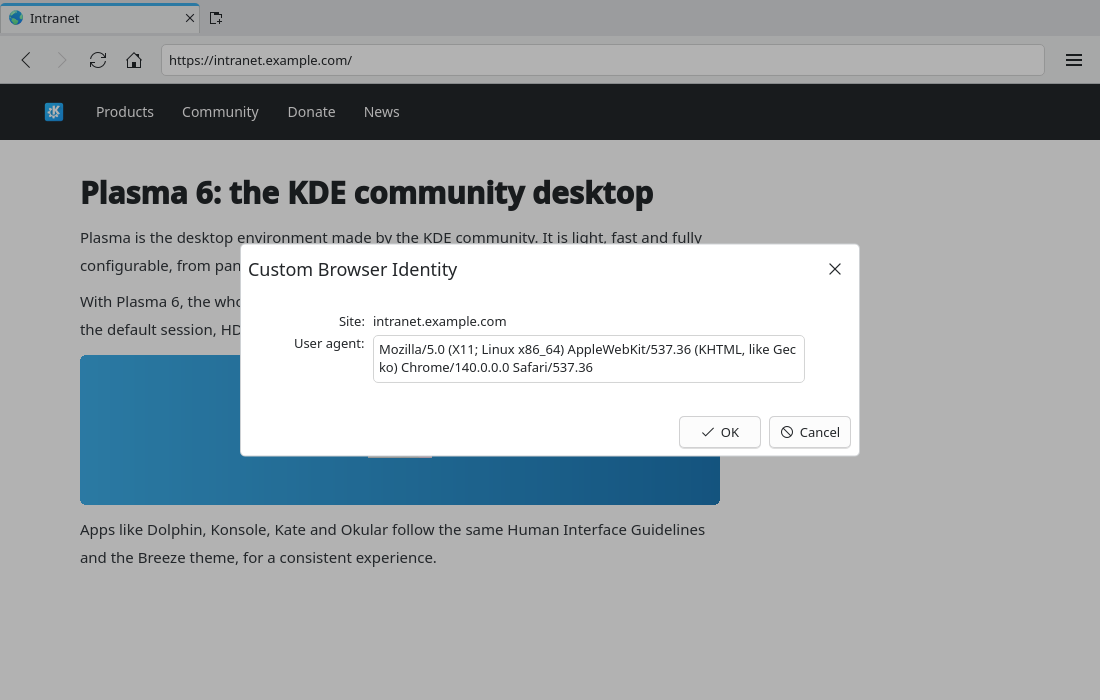 Intranet
https://intranet.example.com/
Products Community Donate News
Plasma 6: the KDE community desktop
Plasma is the desktop environment made by the KDE community. It is light, fast and fully
configurable, from pan
With Plasma 6, the who
the default session, HD
Custom Browser Identity
Site: intranet.example.com
User agent: Mozilla/5.0 (X11; Linux x86_64) AppleWebKit/537.36 (KHTML, like Gec
ko) Chrome/140.0.0.0 Safari/537.36
OK Cancel
Apps like Dolphin, Konsole, Kate and Okular follow the same Human Interface Guidelines
and the Breeze theme, for a consistent experience.